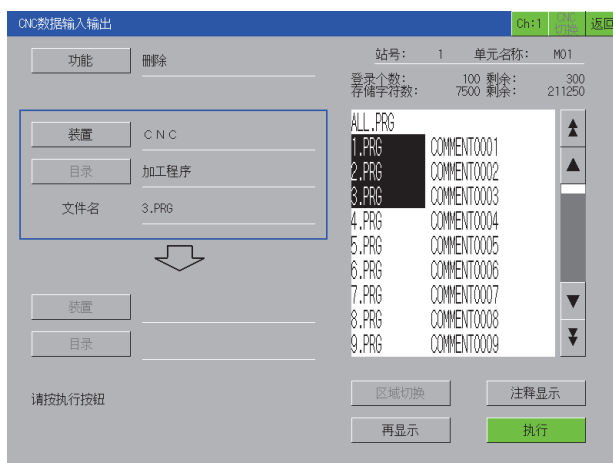 CNC数据输入输出
Ch:1
CNC
切换
返回
功能
删除
站号: 1 单元名称: M01
登录个数: 100 剩余: 300
存储字符数: 7500 剩余: 211250
装置
CNC
目录
加工程序
文件名
3.PRG
ALL.PRG
1.PRG COMMENT0001
2.PRG COMMENT0002
3.PRG COMMENT0003
4.PRG COMMENT0004
5.PRG COMMENT0005
6.PRG COMMENT0006
7.PRG COMMENT0007
8.PRG COMMENT0008
9.PRG COMMENT0009
装置
目录
请按执行按钮
区域切换
注释显示
再显示
执行